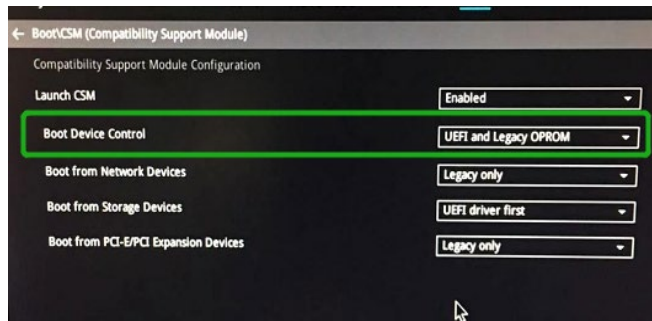 Boot\CSM (Compatibility Support Module)
Compatibility Support Module Configuration
Launch CSM Enabled
Boot Device Control UEFI and Legacy OPROM
Boot from Network Devices Legacy only
Boot from Storage Devices UEFI driver first
Boot from PCI-E/PCI Expansion Devices Legacy only